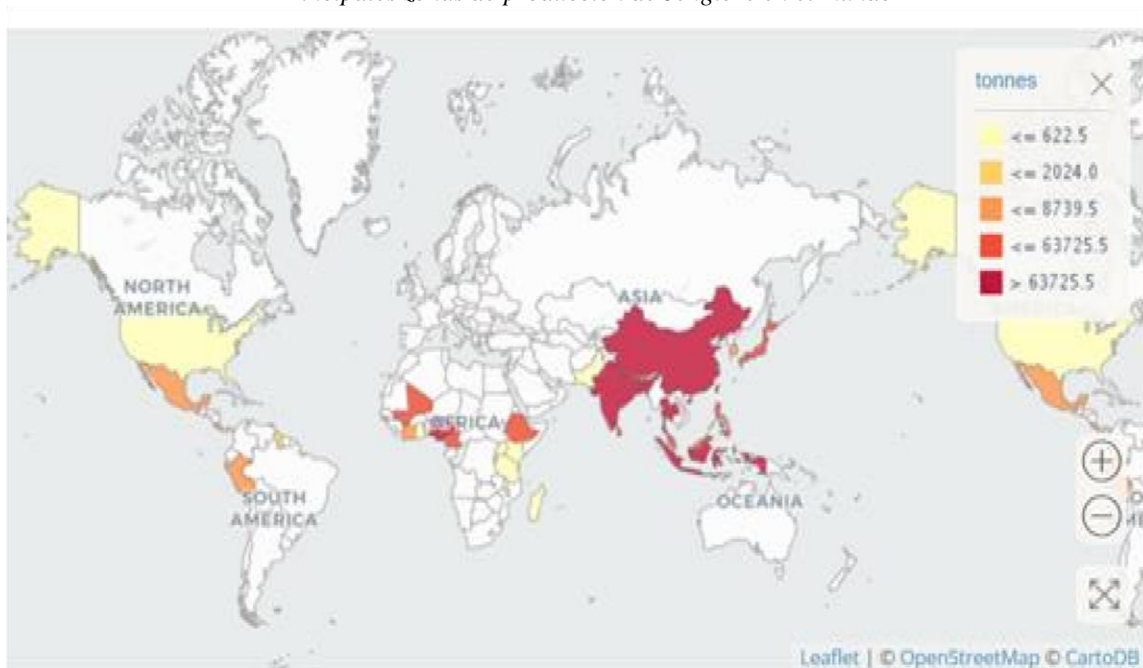 tonnes
<= 622.5
<= 2024.0
<= 8739.5
<= 63725.5
> 63725.5
NORTH
AMERICA
ASIA
AFRICA
SOUTH
AMERICA
OCEANIA
Leaflet | © OpenStreetMap © CartoDB